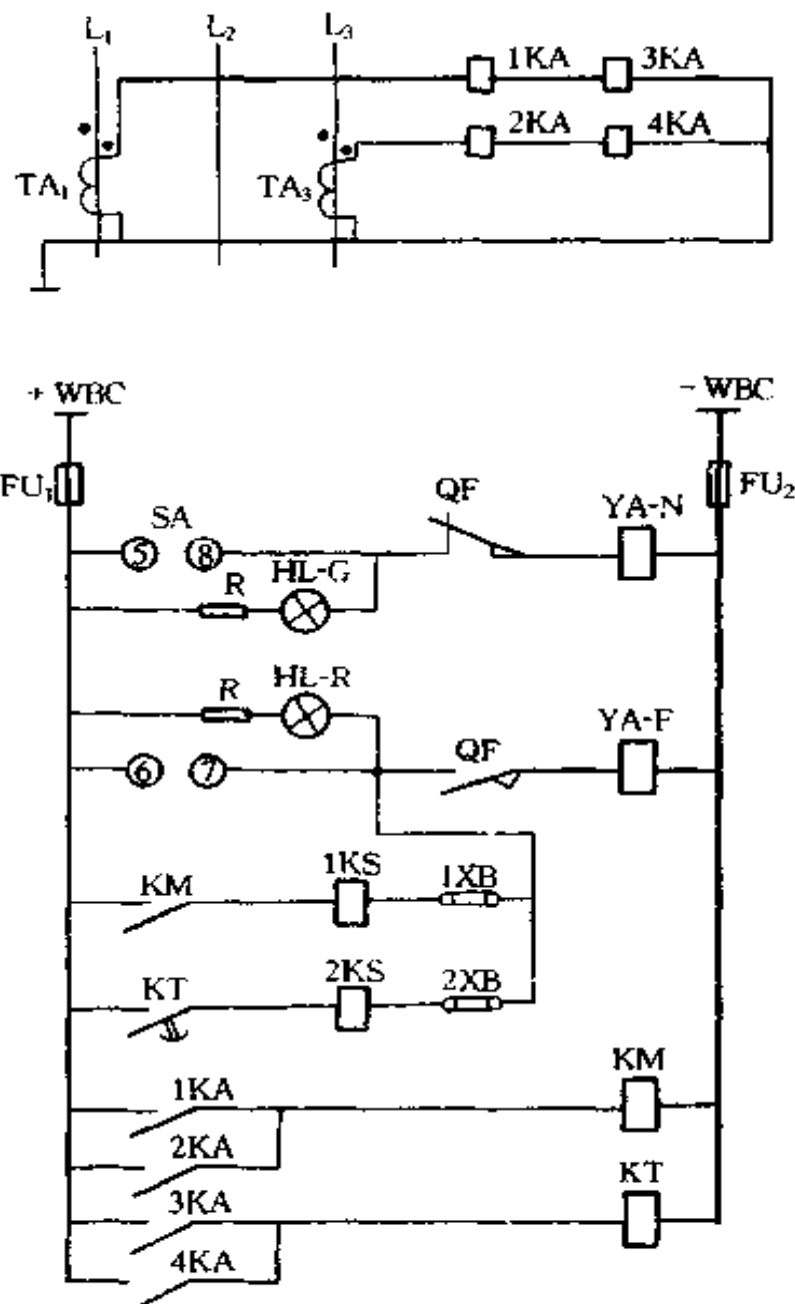 L₁ L₂ L₃
1KA 3KA
2KA 4KA
TA₁ TA₃
+ WBC - WBC
FU₁ FU₂
SA QF YA-N
⑤ ⑧
R HL-G
R HL-R
QF YA-F
⑥ ⑦
KM 1KS 1XB
KT 2KS 2XB
1KA KM
2KA
3KA KT
4KA